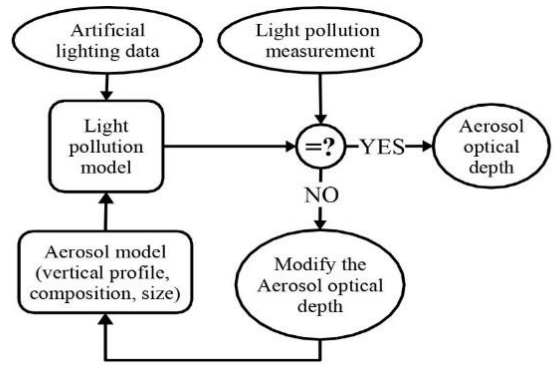 Artificial
lighting data
Light pollution
measurement
Light
pollution
model
=?
YES
Aerosol
optical
depth
NO
Aerosol model
(vertical profile,
composition, size)
Modify the
Aerosol optical
depth